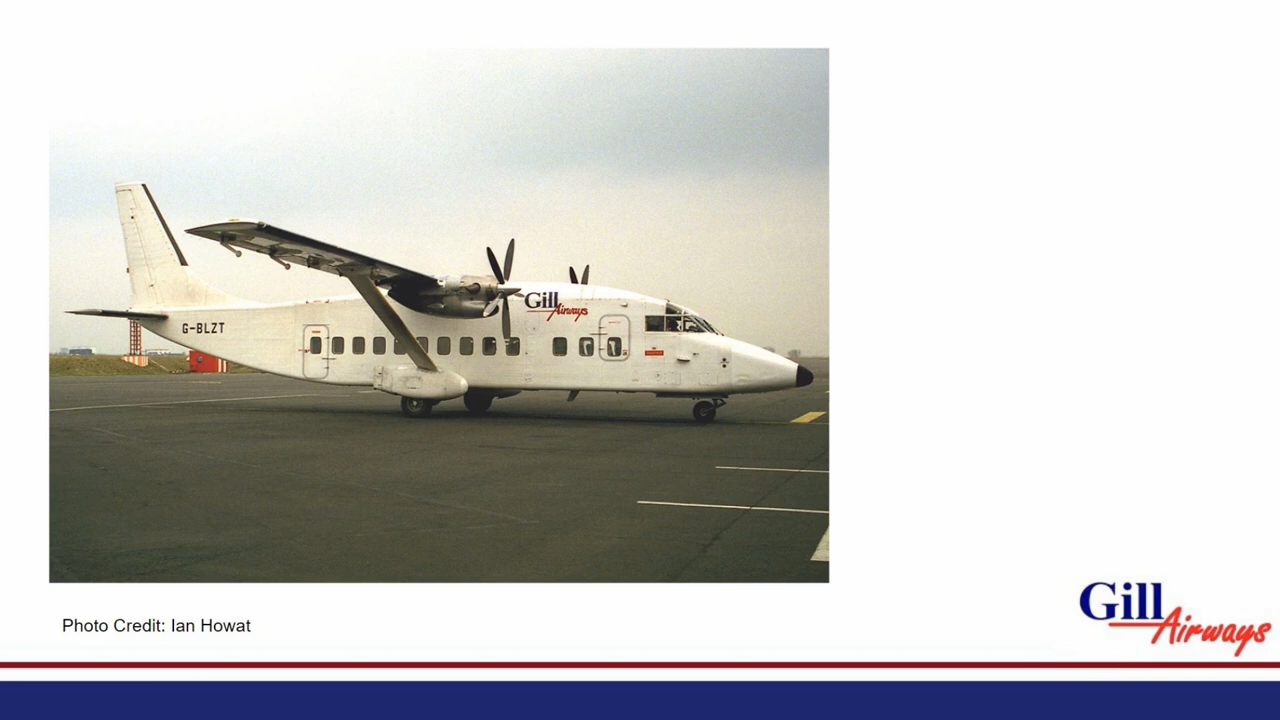 Gill
Airways
G-BLZT
Photo Credit: Ian Howat
Gill
Airways